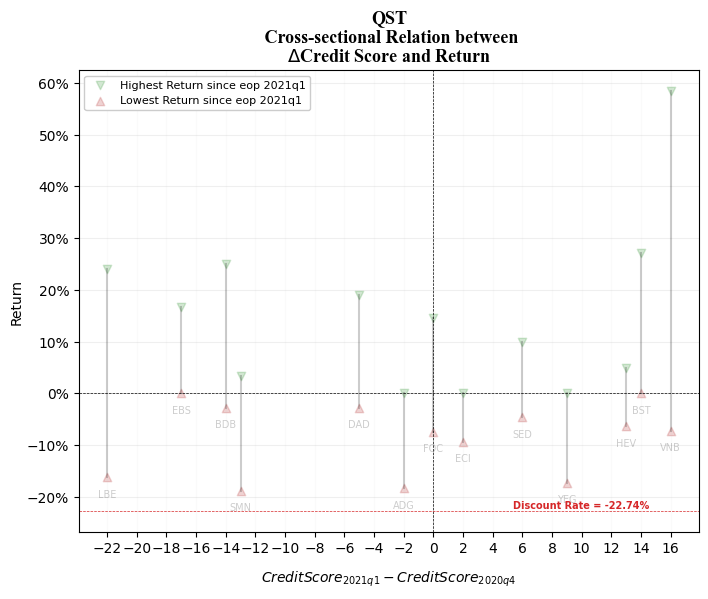 QST
Cross-sectional Relation between
ΔCredit Score and Return
Highest Return since eop 2021q1
Lowest Return since eop 2021q1
60%
50%
40%
30%
20%
10%
0%
−10%
−20%
Return
LBE
EBS
BDB
SMN
DAD
ADG
FOC
ECI
SED
YEG
HEV
BST
VNB
Discount Rate = -22.74%
−22 −20 −18 −16 −14 −12 −10 −8 −6 −4 −2 0 2 4 6 8 10 12 14 16
CreditScore2021q1 − CreditScore2020q4